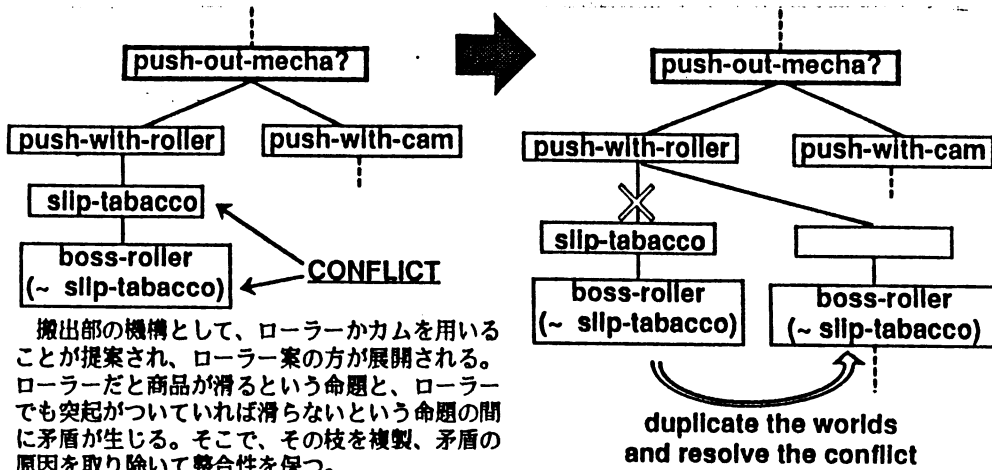 push-out-mecha?
push-with-roller
push-with-cam
slip-tabacco
boss-roller
(~ slip-tabacco)
CONFLICT
搬出部の機構として、ローラーかカムを用いる
ことが提案され、ローラー案の方が展開される。
ローラーだと商品が滑るという命題と、ローラー
でも突起がついていれば滑らないという命題の間
に矛盾が生じる。そこで、その枝を複製、矛盾の
原因を取り除いて整合性を保つ。
push-out-mecha?
push-with-roller
push-with-cam
slip-tabacco
boss-roller
(~ slip-tabacco)
boss-roller
(~ slip-tabacco)
duplicate the worlds
and resolve the conflict